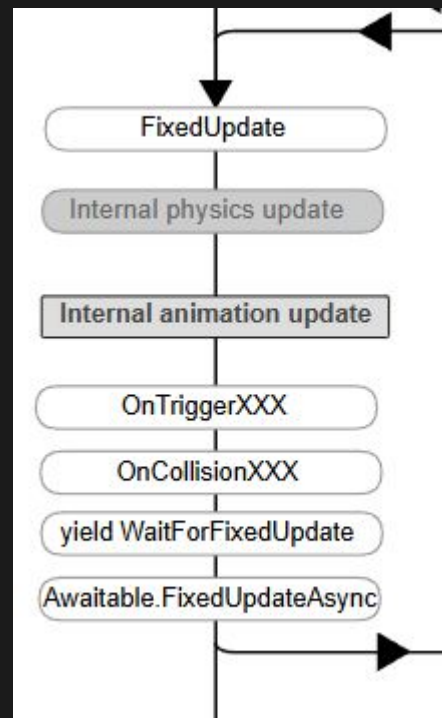 FixedUpdate
Internal physics update
Internal animation update
OnTriggerXXX
OnCollisionXXX
yield WaitForFixedUpdate
Awaitable.FixedUpdateAsync